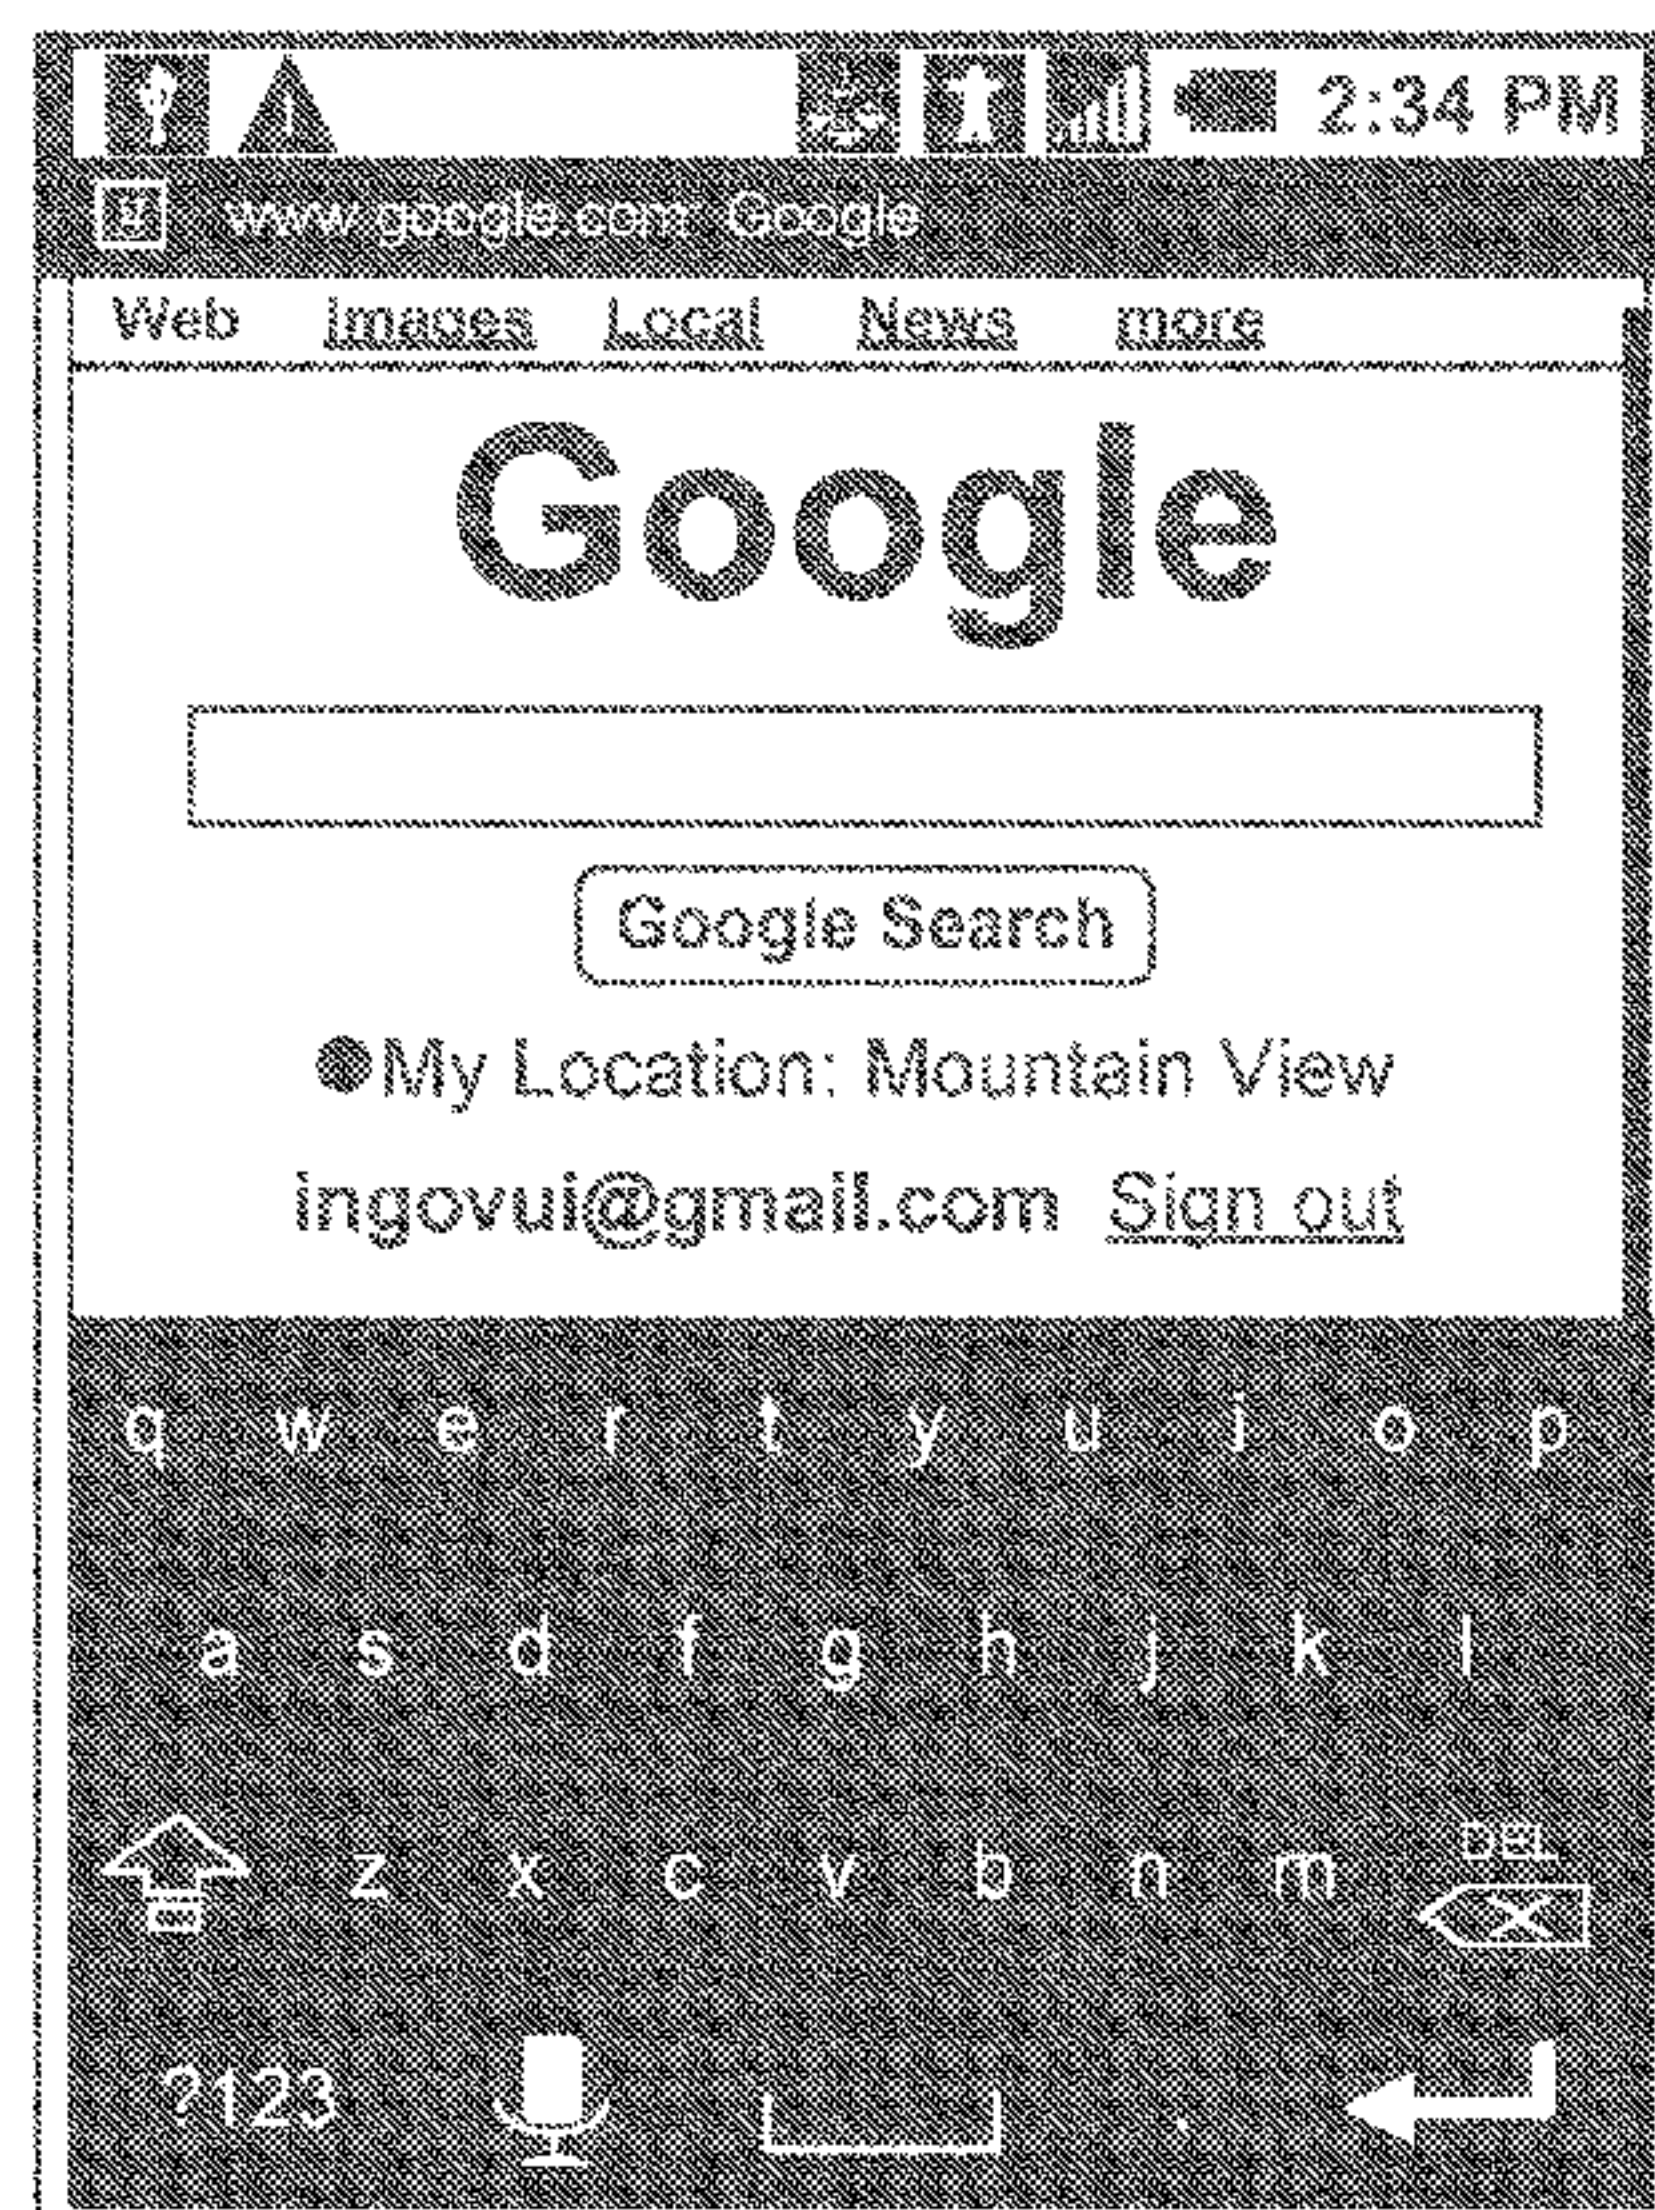 2:34 PM
g www.google.com Google
Web Images Local News more
Google
Google Search
My Location: Mountain View
ingovui@gmail.com Sign out
q w e r t y u i o p
a s d f g h j k l
DEL
z x c v b n m
?123 .